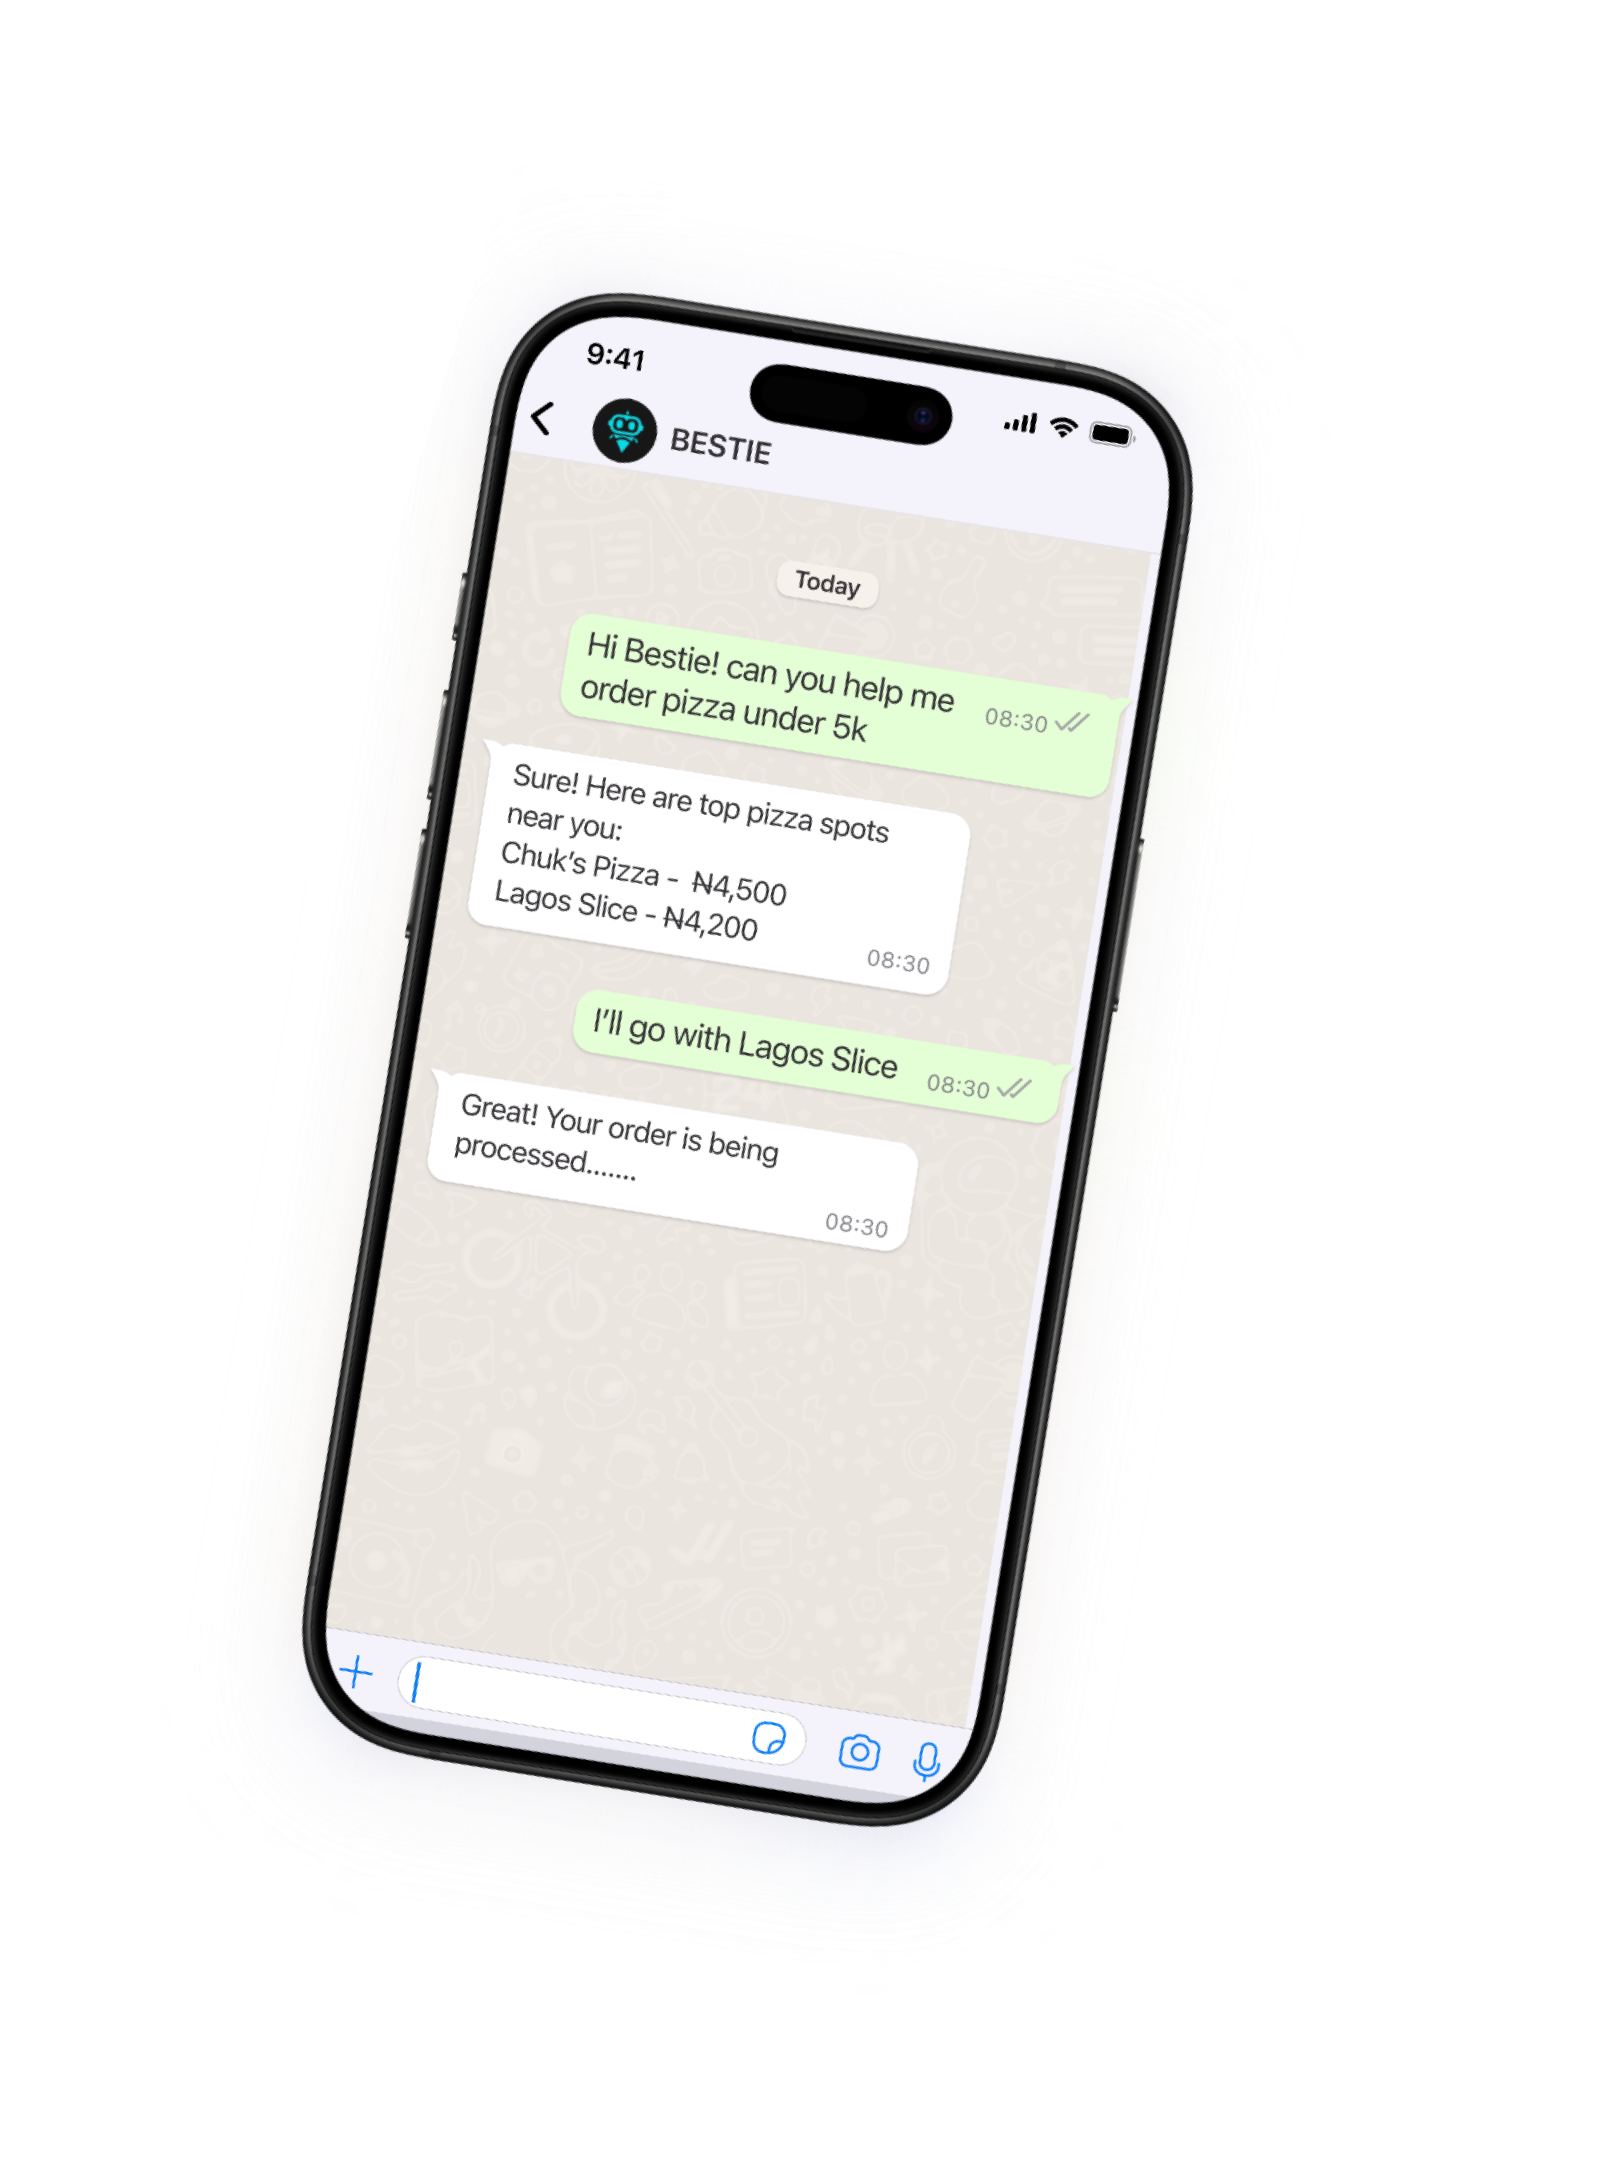 9:41
BESTIE
Today
Hi Bestie! can you help me
order pizza under 5k
08:30
Sure! Here are top pizza spots
near you:
Chuk’s Pizza - ₦4,500
Lagos Slice - ₦4,200
08:30
I’ll go with Lagos Slice
08:30
Great! Your order is being
processed.......
08:30